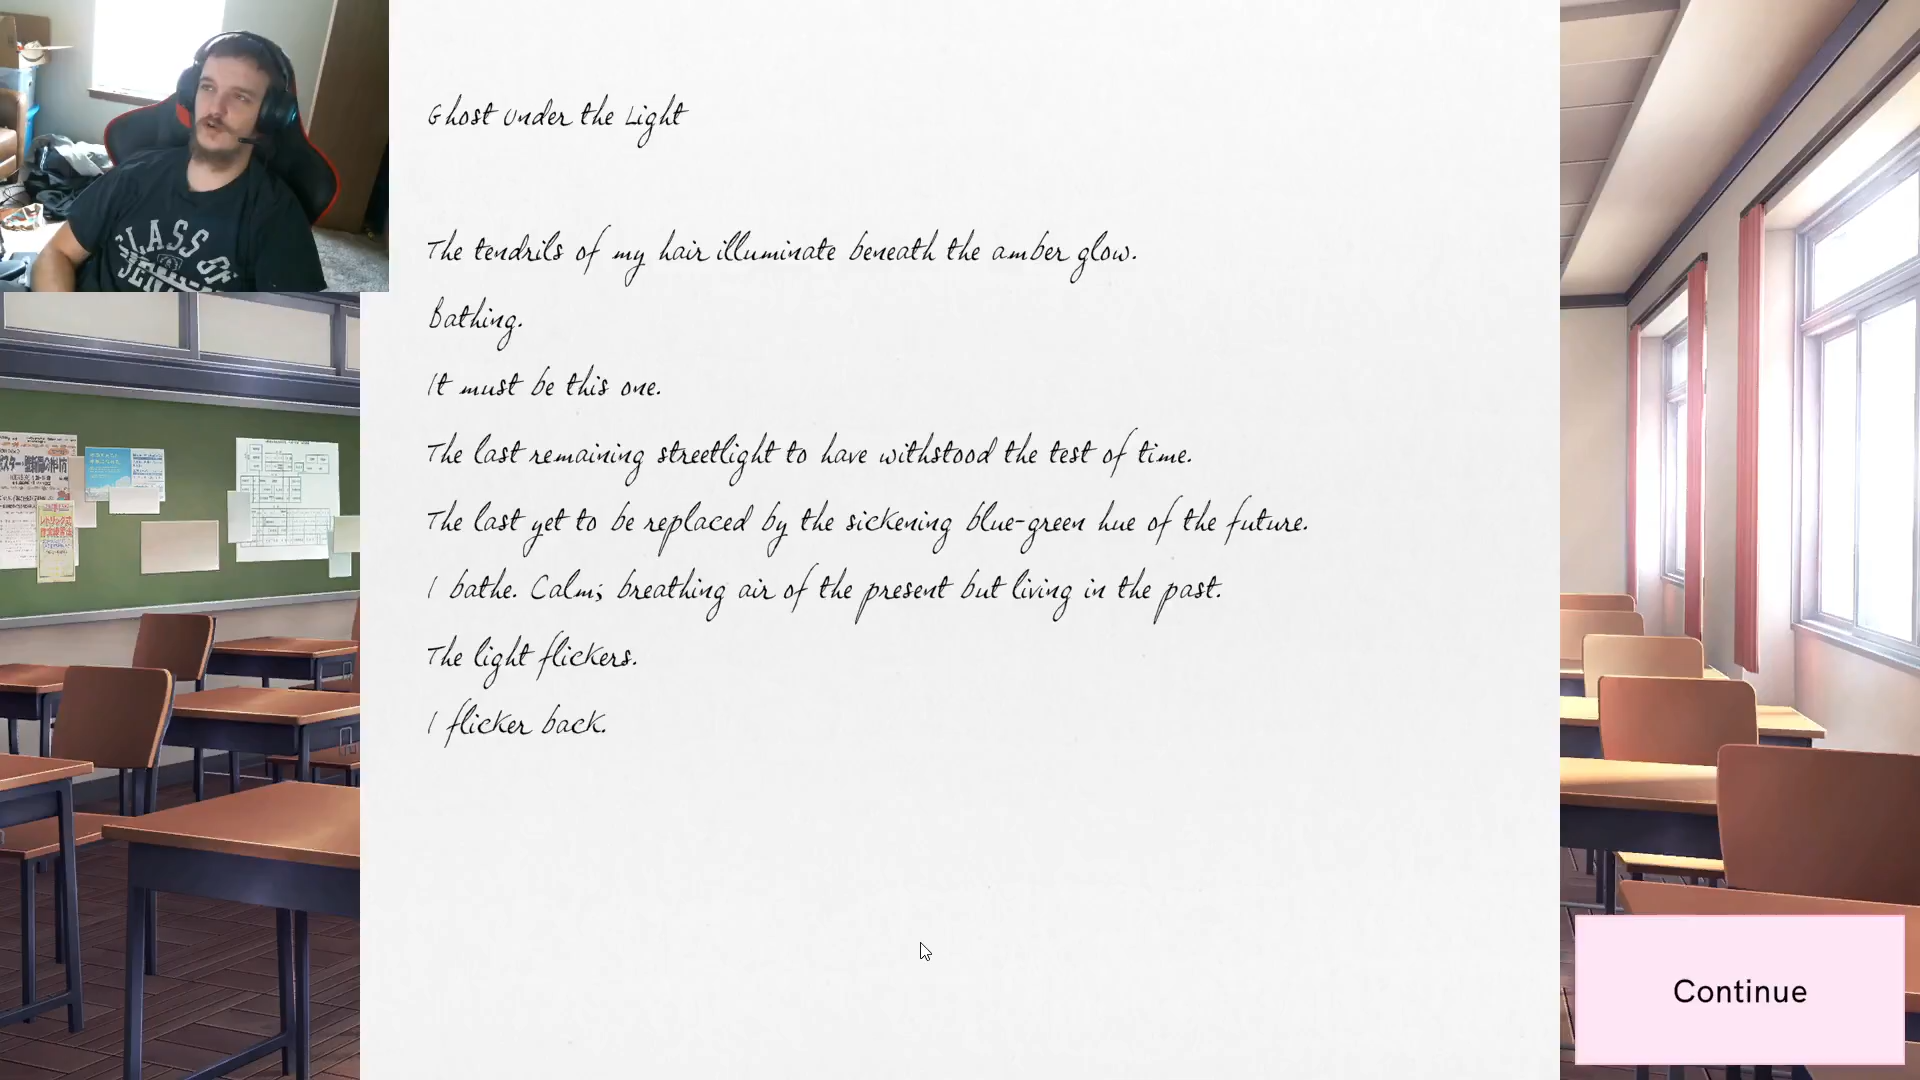 Ghost Under the Light
The tendrils of my hair illuminate beneath the amber glow.
Bathing.
It must be this one.
The last remaining streetlight to have withstood the test of time.
The last yet to be replaced by the sickening blue-green hue of the future.
I bathe. Calm; breathing air of the present but living in the past.
The light flickers.
I flicker back.
CLASS OF
Continue